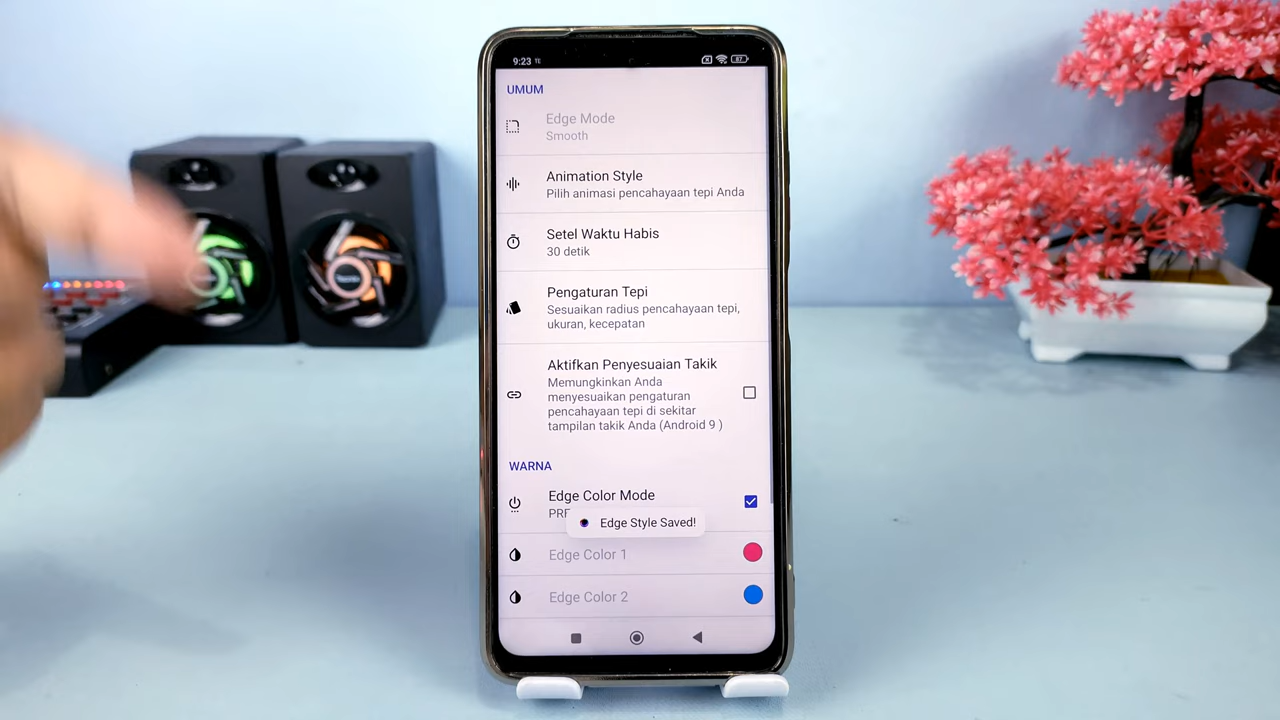 9:23
87
UMUM
Edge Mode
Smooth
Animation Style
Pilih animasi pencahayaan tepi Anda
Setel Waktu Habis
30 detik
Pengaturan Tepi
Sesuaikan radius pencahayaan tepi,
ukuran, kecepatan
Aktifkan Penyesuaian Takik
Memungkinkan Anda
menyesuaikan pengaturan
pencahayaan tepi di sekitar
tampilan takik Anda (Android 9 )
WARNA
Edge Color Mode
Edge Style Saved!
Edge Color 1
Edge Color 2